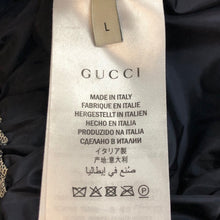 L
GUCCI
MADE IN ITALY
FABRIQUE EN ITALIE
HERGESTELLT IN ITALIEN
HECHO EN ITALIA
PRODUZIDO NA ITÁLIA
СДЕЛАНО В ИТАЛИИ
イタリア製
产地:意大利
صنع في إيطاليا